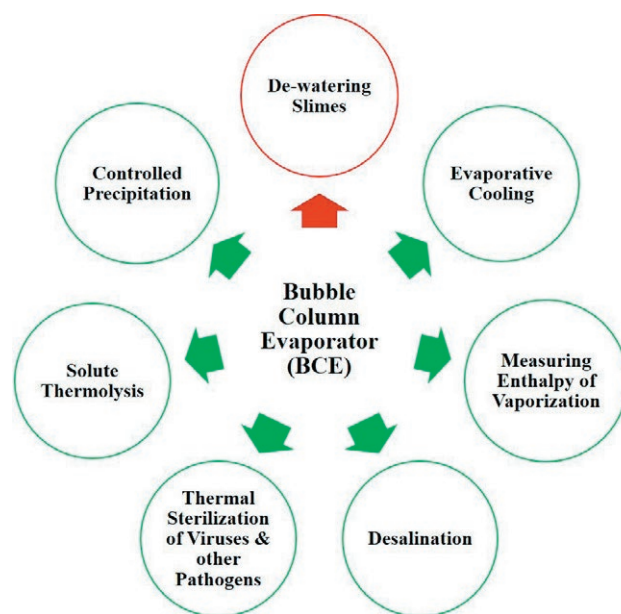 De-watering
Slimes
Controlled
Precipitation
Evaporative
Cooling
Bubble
Column
Evaporator
(BCE)
Solute
Thermolysis
Measuring
Enthalpy of
Vaporization
Thermal
Sterilization
of Viruses &
other
Pathogens
Desalination